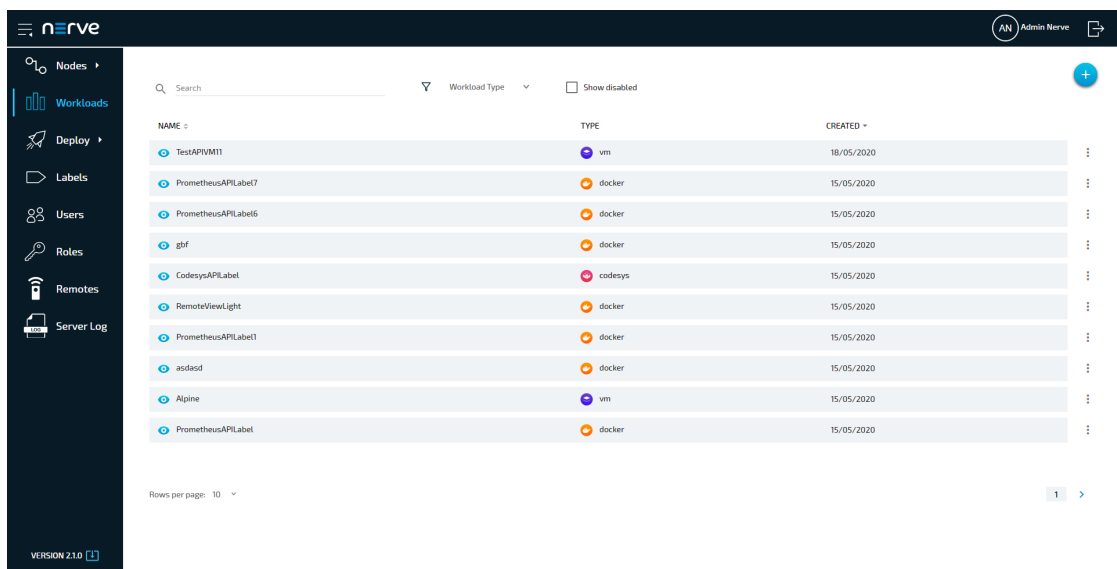 nerve
AN Admin Nerve
Nodes
Workloads
Deploy
Labels
Users
Roles
Remotes
LOG Server Log
VERSION 2.1.0
Search Workload Type Show disabled
NAME TYPE CREATED
TestAPIVM11 vm 18/05/2020
PrometheusAPILabel7 docker 15/05/2020
PrometheusAPILabel6 docker 15/05/2020
gbf docker 15/05/2020
CodesysAPILabel codesys 15/05/2020
RemoteViewLight docker 15/05/2020
PrometheusAPILabel1 docker 15/05/2020
asdasd docker 15/05/2020
Alpine vm 15/05/2020
PrometheusAPILabel docker 15/05/2020
Rows per page: 10 1